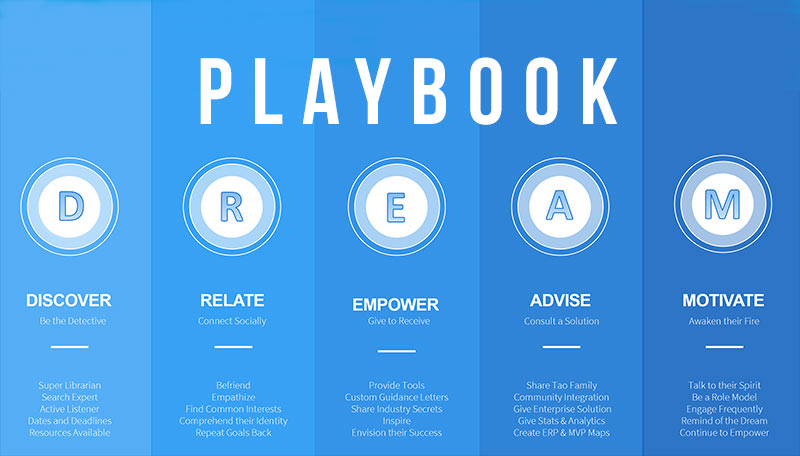 PLAYBOOK
D
DISCOVER
Be the Detective
Super Librarian
Search Expert
Active Listener
Dates and Deadlines
Resources Available
R
RELATE
Connect Socially
Befriend
Empathize
Find Common Interests
Comprehend their Identity
Repeat Goals Back
E
EMPOWER
Give to Receive
Provide Tools
Custom Guidance Letters
Share Industry Secrets
Inspire
Envision their Success
A
ADVISE
Consult a Solution
Share Tao Family
Community Integration
Give Enterprise Solution
Give Stats & Analytics
Create ERP & MVP Maps
M
MOTIVATE
Awaken their Fire
Talk to their Spirit
Be a Role Model
Engage Frequently
Remind of the Dream
Continue to Empower